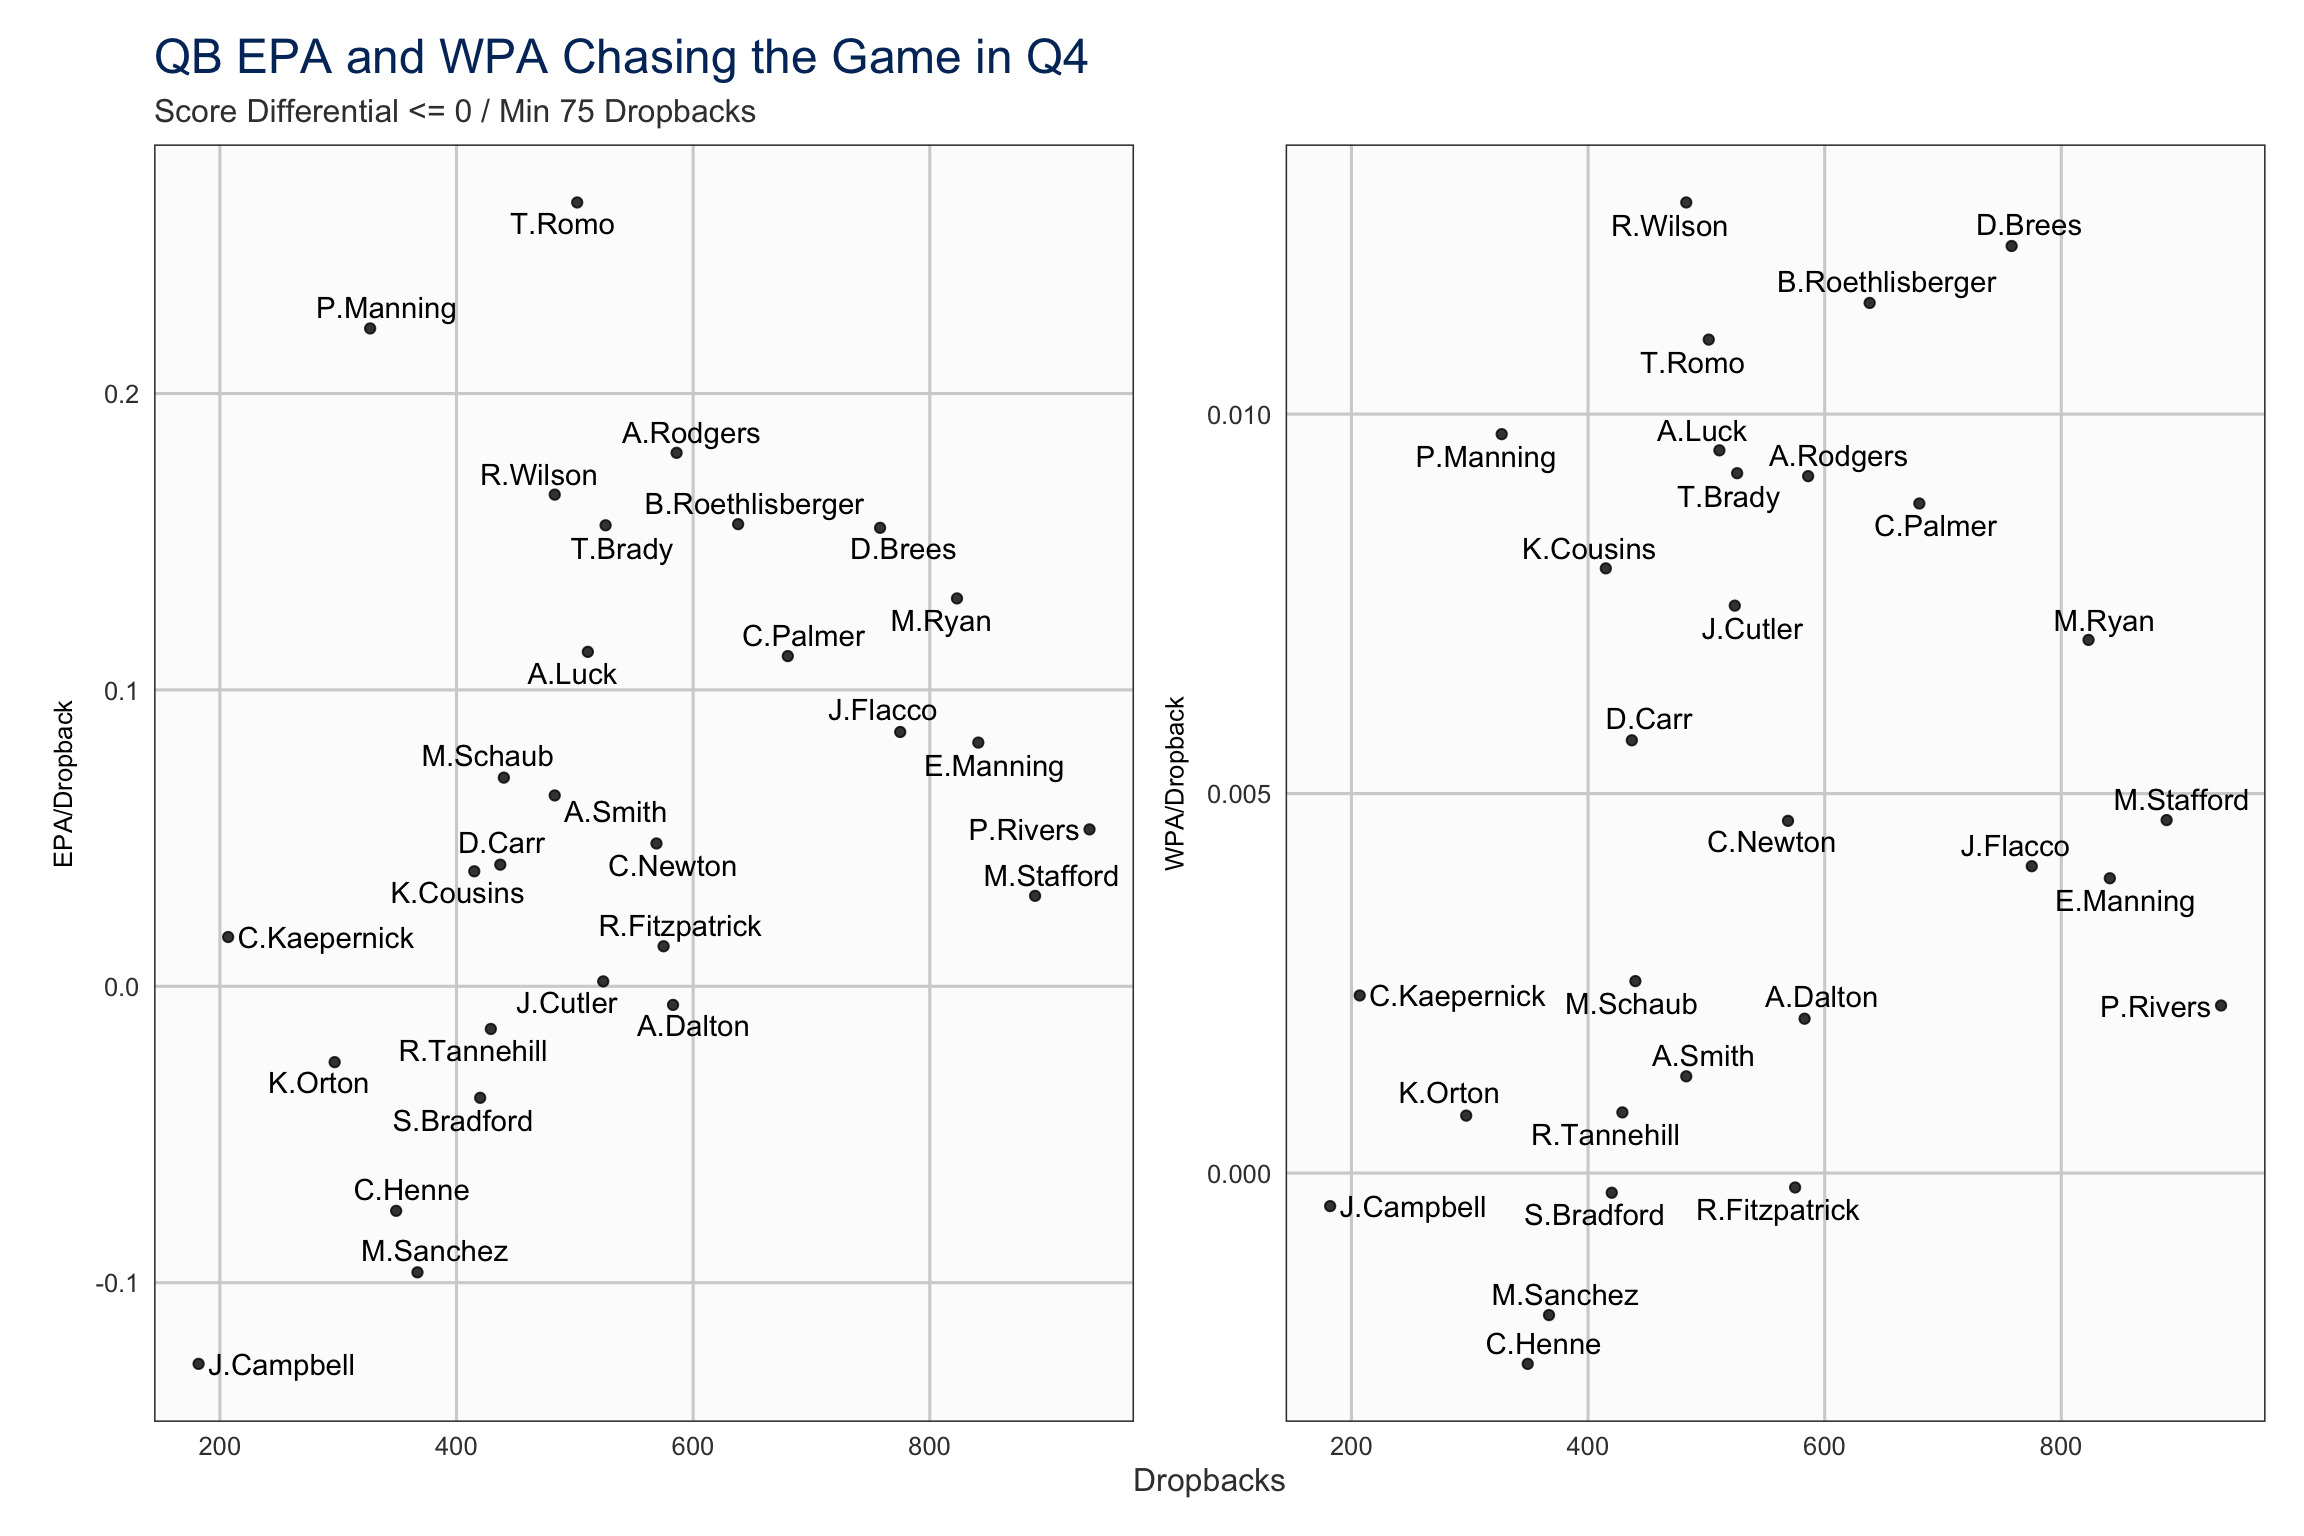 QB EPA and WPA Chasing the Game in Q4
Score Differential <= 0 / Min 75 Dropbacks
EPA/Dropback
0.2
0.1
0.0
-0.1
T.Romo
P.Manning
A.Rodgers
R.Wilson
B.Roethlisberger
T.Brady
D.Brees
M.Ryan
C.Palmer
A.Luck
J.Flacco
M.Schaub
E.Manning
A.Smith
P.Rivers
D.Carr
C.Newton
M.Stafford
K.Cousins
R.Fitzpatrick
C.Kaepernick
J.Cutler
A.Dalton
R.Tannehill
K.Orton
S.Bradford
C.Henne
M.Sanchez
J.Campbell
200 400 600 800
WPA/Dropback
0.010
0.005
0.000
R.Wilson
D.Brees
B.Roethlisberger
T.Romo
A.Luck
P.Manning
A.Rodgers
T.Brady
C.Palmer
K.Cousins
J.Cutler
M.Ryan
D.Carr
M.Stafford
C.Newton
J.Flacco
E.Manning
C.Kaepernick
M.Schaub
A.Dalton
P.Rivers
A.Smith
K.Orton
R.Tannehill
J.Campbell
S.Bradford
R.Fitzpatrick
M.Sanchez
C.Henne
200 400 600 800
Dropbacks